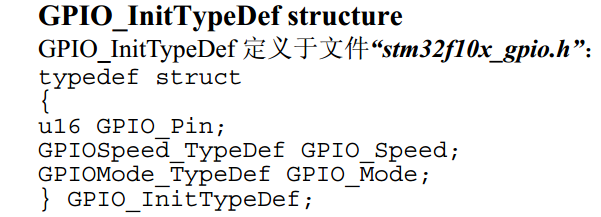 GPIO_InitTypeDef structure
GPIO_InitTypeDef 定义于文件“stm32f10x_gpio.h”：
typedef struct
{
u16 GPIO_Pin;
GPIOSpeed_TypeDef GPIO_Speed;
GPIOMode_TypeDef GPIO_Mode;
} GPIO_InitTypeDef;